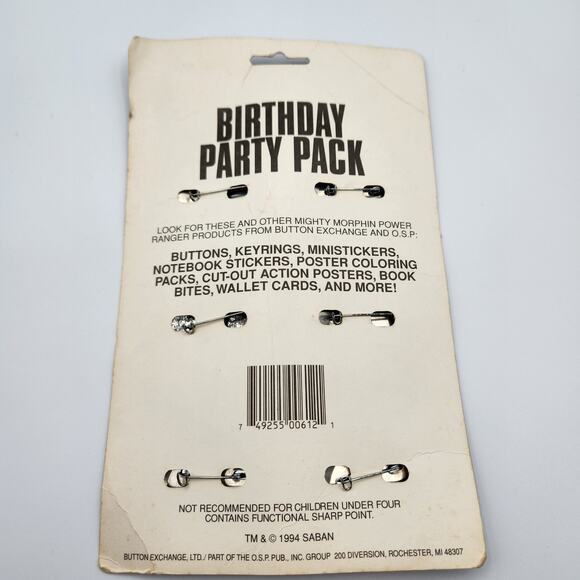 BIRTHDAY
PARTY PACK
LOOK FOR THESE AND OTHER MIGHTY MORPHIN POWER
RANGER PRODUCTS FROM BUTTON EXCHANGE AND O.S.P:
BUTTONS, KEYRINGS, MINISTICKERS,
NOTEBOOK STICKERS, POSTER COLORING
PACKS, CUT-OUT ACTION POSTERS, BOOK
BITES, WALLET CARDS, AND MORE!
7 49255 00612 1
NOT RECOMMENDED FOR CHILDREN UNDER FOUR
CONTAINS FUNCTIONAL SHARP POINT.
TM & © 1994 SABAN
BUTTON EXCHANGE, LTD./ PART OF THE O.S.P PUB., INC. GROUP 200 DIVERSION, ROCHESTER, MI 48307